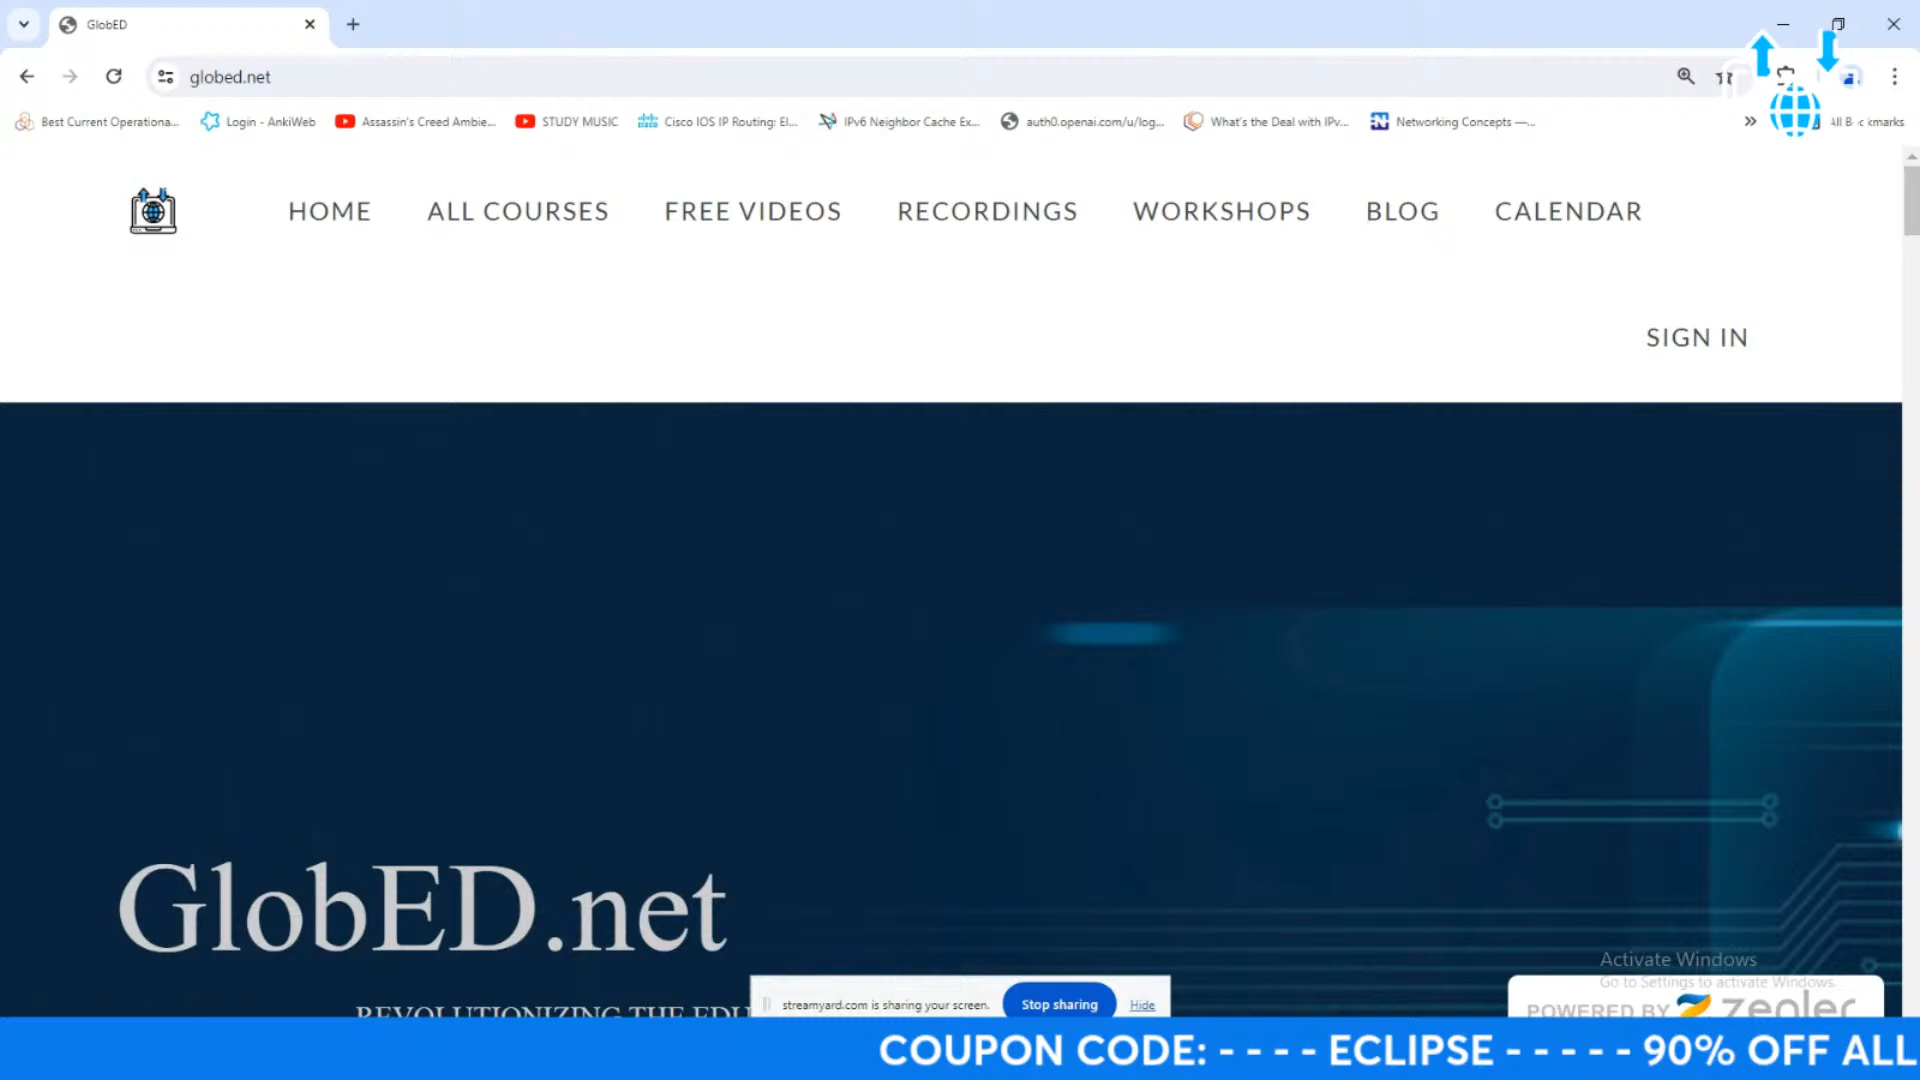 GlobED
globed.net
Best Current Operationa...
Login - AnkiWeb
Assassin's Creed Ambie...
STUDY MUSIC
Cisco IOS IP Routing: El...
IPv6 Neighbor Cache Ex...
auth0.openai.com/u/log...
What's the Deal with IPv...
Networking Concepts —...
All Bookmarks
HOME
ALL COURSES
FREE VIDEOS
RECORDINGS
WORKSHOPS
BLOG
CALENDAR
SIGN IN
GlobED.net
REVOLUTIONIZING THE EDU
Activate Windows
Go to Settings to activate Windows.
streamyard.com is sharing your screen.
Stop sharing
Hide
POWERED BY zegler
COUPON CODE: - - - - ECLIPSE - - - - - 90% OFF ALL